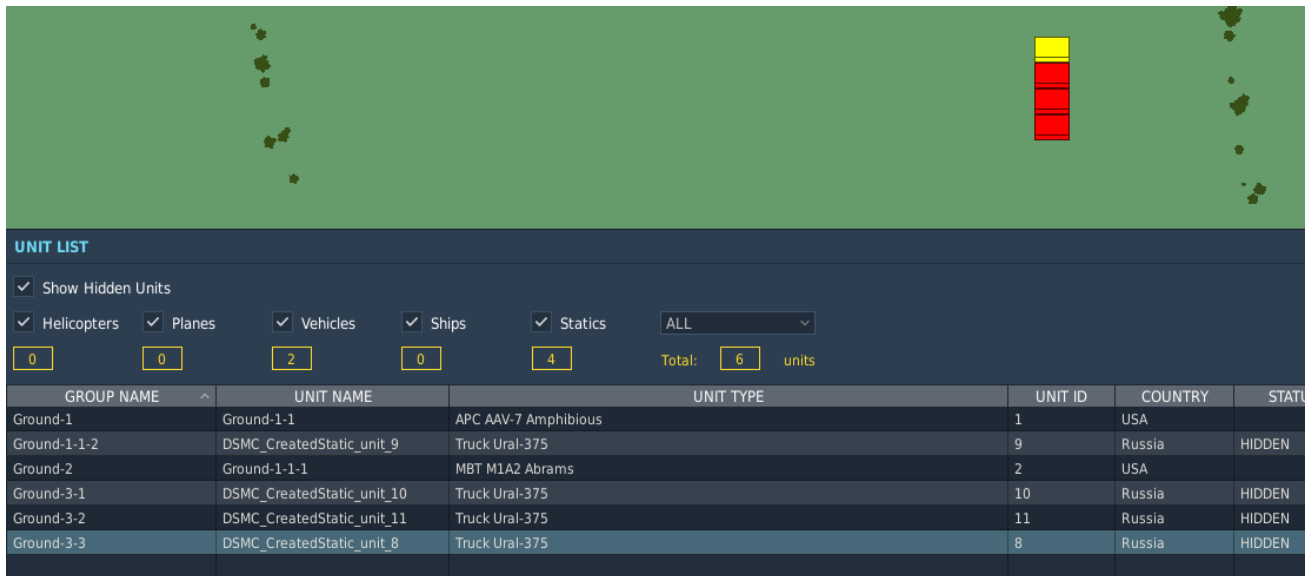 UNIT LIST
Show Hidden Units
Helicopters Planes Vehicles Ships Statics ALL
0 0 2 0 4 Total: 6 units
GROUP NAME UNIT NAME UNIT TYPE UNIT ID COUNTRY STATU
Ground-1 Ground-1-1 APC AAV-7 Amphibious 1 USA
Ground-1-1-2 DSMC_CreatedStatic_unit_9 Truck Ural-375 9 Russia HIDDEN
Ground-2 Ground-1-1-1 MBT M1A2 Abrams 2 USA
Ground-3-1 DSMC_CreatedStatic_unit_10 Truck Ural-375 10 Russia HIDDEN
Ground-3-2 DSMC_CreatedStatic_unit_11 Truck Ural-375 11 Russia HIDDEN
Ground-3-3 DSMC_CreatedStatic_unit_8 Truck Ural-375 8 Russia HIDDEN